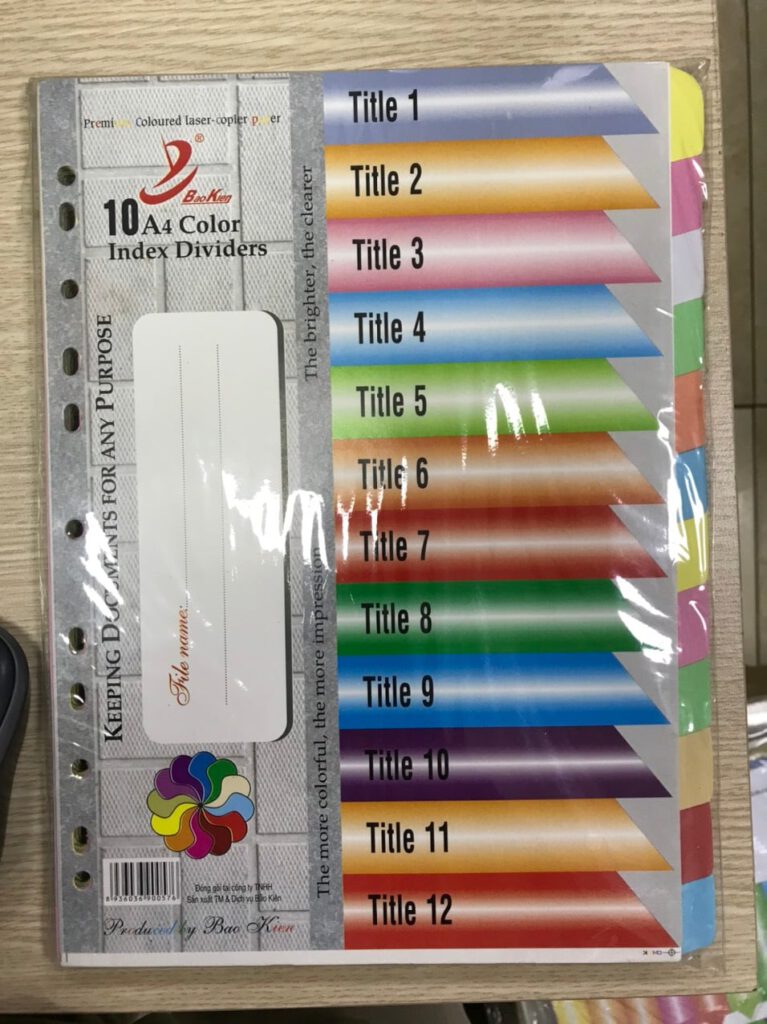 Premium Coloured laser-copier paper
®
BaoKien
10 A4 Color
Index Dividers
KEEPING DOCUMENTS FOR ANY PURPOSE
File name:
The brighter, the clearer
The more colorful, the more impression
Đóng gói tại công ty TNHH
Sản xuất TM & Dịch vụ Bảo Kiên
8 936036 900576
Produced by Bao Kien
Title 1
Title 2
Title 3
Title 4
Title 5
Title 6
Title 7
Title 8
Title 9
Title 10
Title 11
Title 12